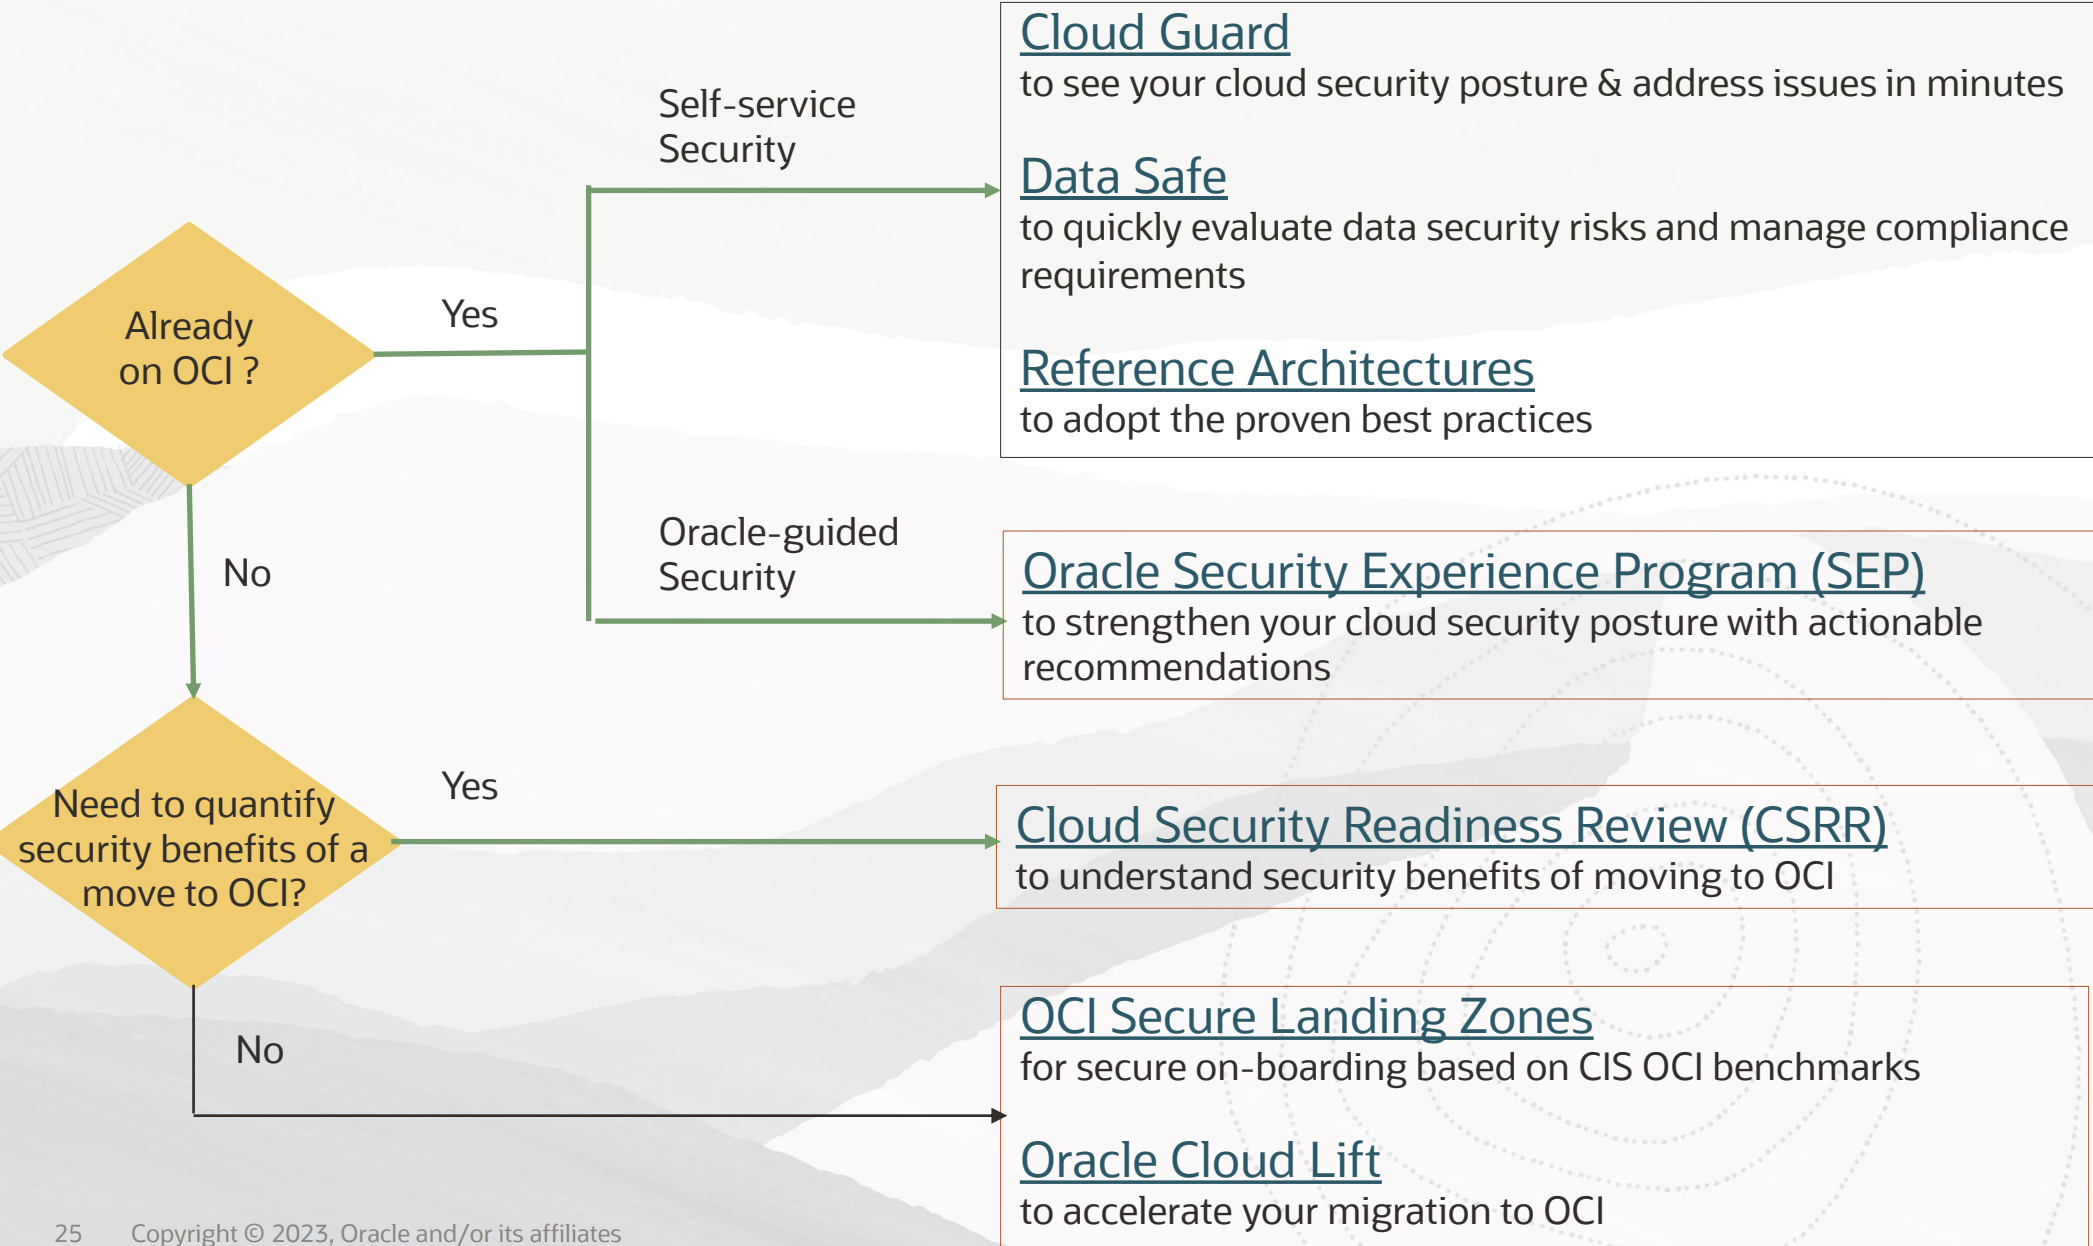 Cloud Guard
to see your cloud security posture & address issues in minutes
Self-service
Security
Data Safe
to quickly evaluate data security risks and manage compliance
requirements
Already
on OCI ?
Yes
Reference Architectures
to adopt the proven best practices
Oracle-guided
Security
No
Oracle Security Experience Program (SEP)
to strengthen your cloud security posture with actionable
recommendations
Need to quantify
security benefits of a
move to OCI?
Yes
Cloud Security Readiness Review (CSRR)
to understand security benefits of moving to OCI
No
OCI Secure Landing Zones
for secure on-boarding based on CIS OCI benchmarks
Oracle Cloud Lift
to accelerate your migration to OCI
25 Copyright © 2023, Oracle and/or its affiliates